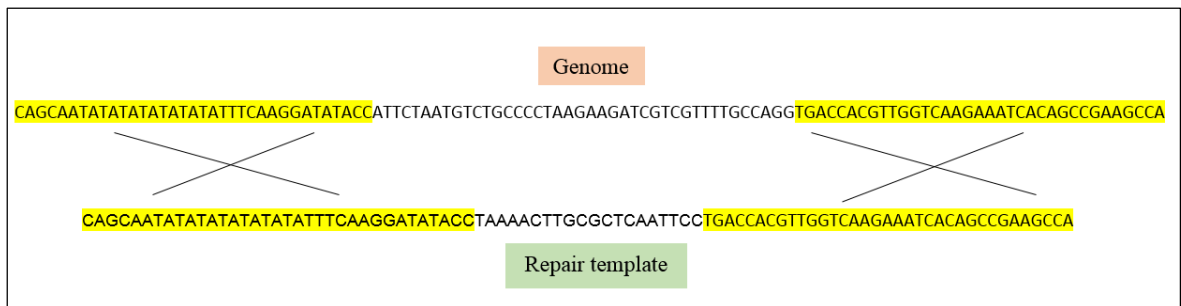 Genome
CAGCAATATATATATATATATTTCAAGGATATACCATTCTAATGTCTGCCCCTAAGAAGATCGTCGTTTTGCCAGGTGACCACGTTGGTCAAGAAATCACAGCCGAAGCCA
CAGCAATATATATATATATATTTCAAGGATATACCTAAAACTTGCGCTCAATTCCTGACCACGTTGGTCAAGAAATCACAGCCGAAGCCA
Repair template